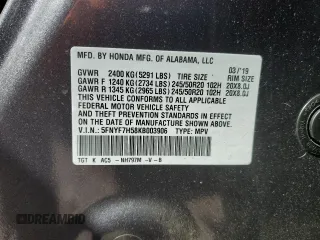 MFD. BY HONDA MFG. OF ALABAMA, LLC
03/'19
GVWR 2400 KG(5291 LBS) TIRE SIZE RIM SIZE
GAWR F 1240 KG(2734 LBS) 245/50R20 102H 20X8.0J
GAWR R 1345 KG(2965 LBS) 245/50R20 102H 20X8.0J
THIS VEHICLE CONFORMS TO ALL APPLICABLE
FEDERAL MOTOR VEHICLE SAFETY AND
THEFT PREVENTION STANDARDS IN EFFECT ON
THE DATE OF MANUFACTURE SHOWN ABOVE.
V.I.N.: 5FNYF7H58KB003906 TYPE: MPV
TGT K AC5 -NH797M -V-B
FINDAUTO.BID